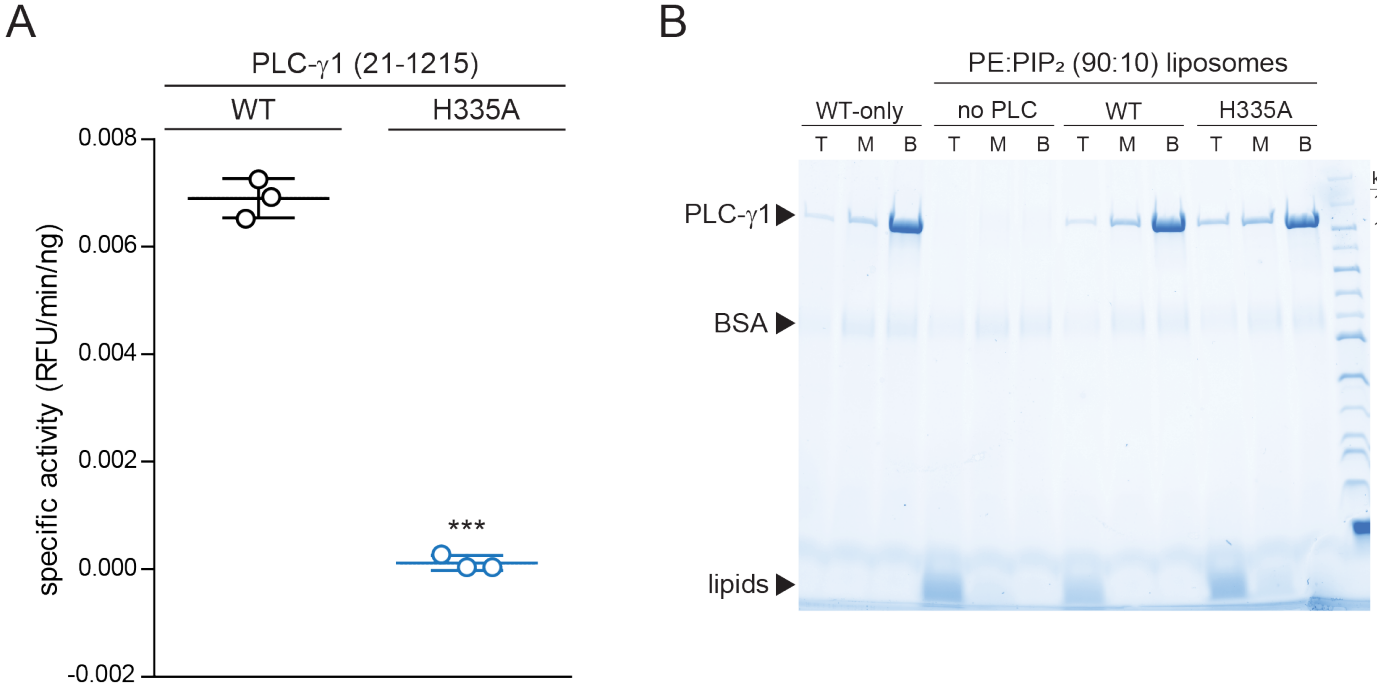 A
PLC-γ1 (21-1215)
WT H335A
0.008
0.006
0.004
0.002
0.000
-0.002
specific activity (RFU/min/ng)
***
B
PE:PIP₂ (90:10) liposomes
WT-only no PLC WT H335A
T M B T M B T M B T M B
PLC-γ1
BSA
lipids